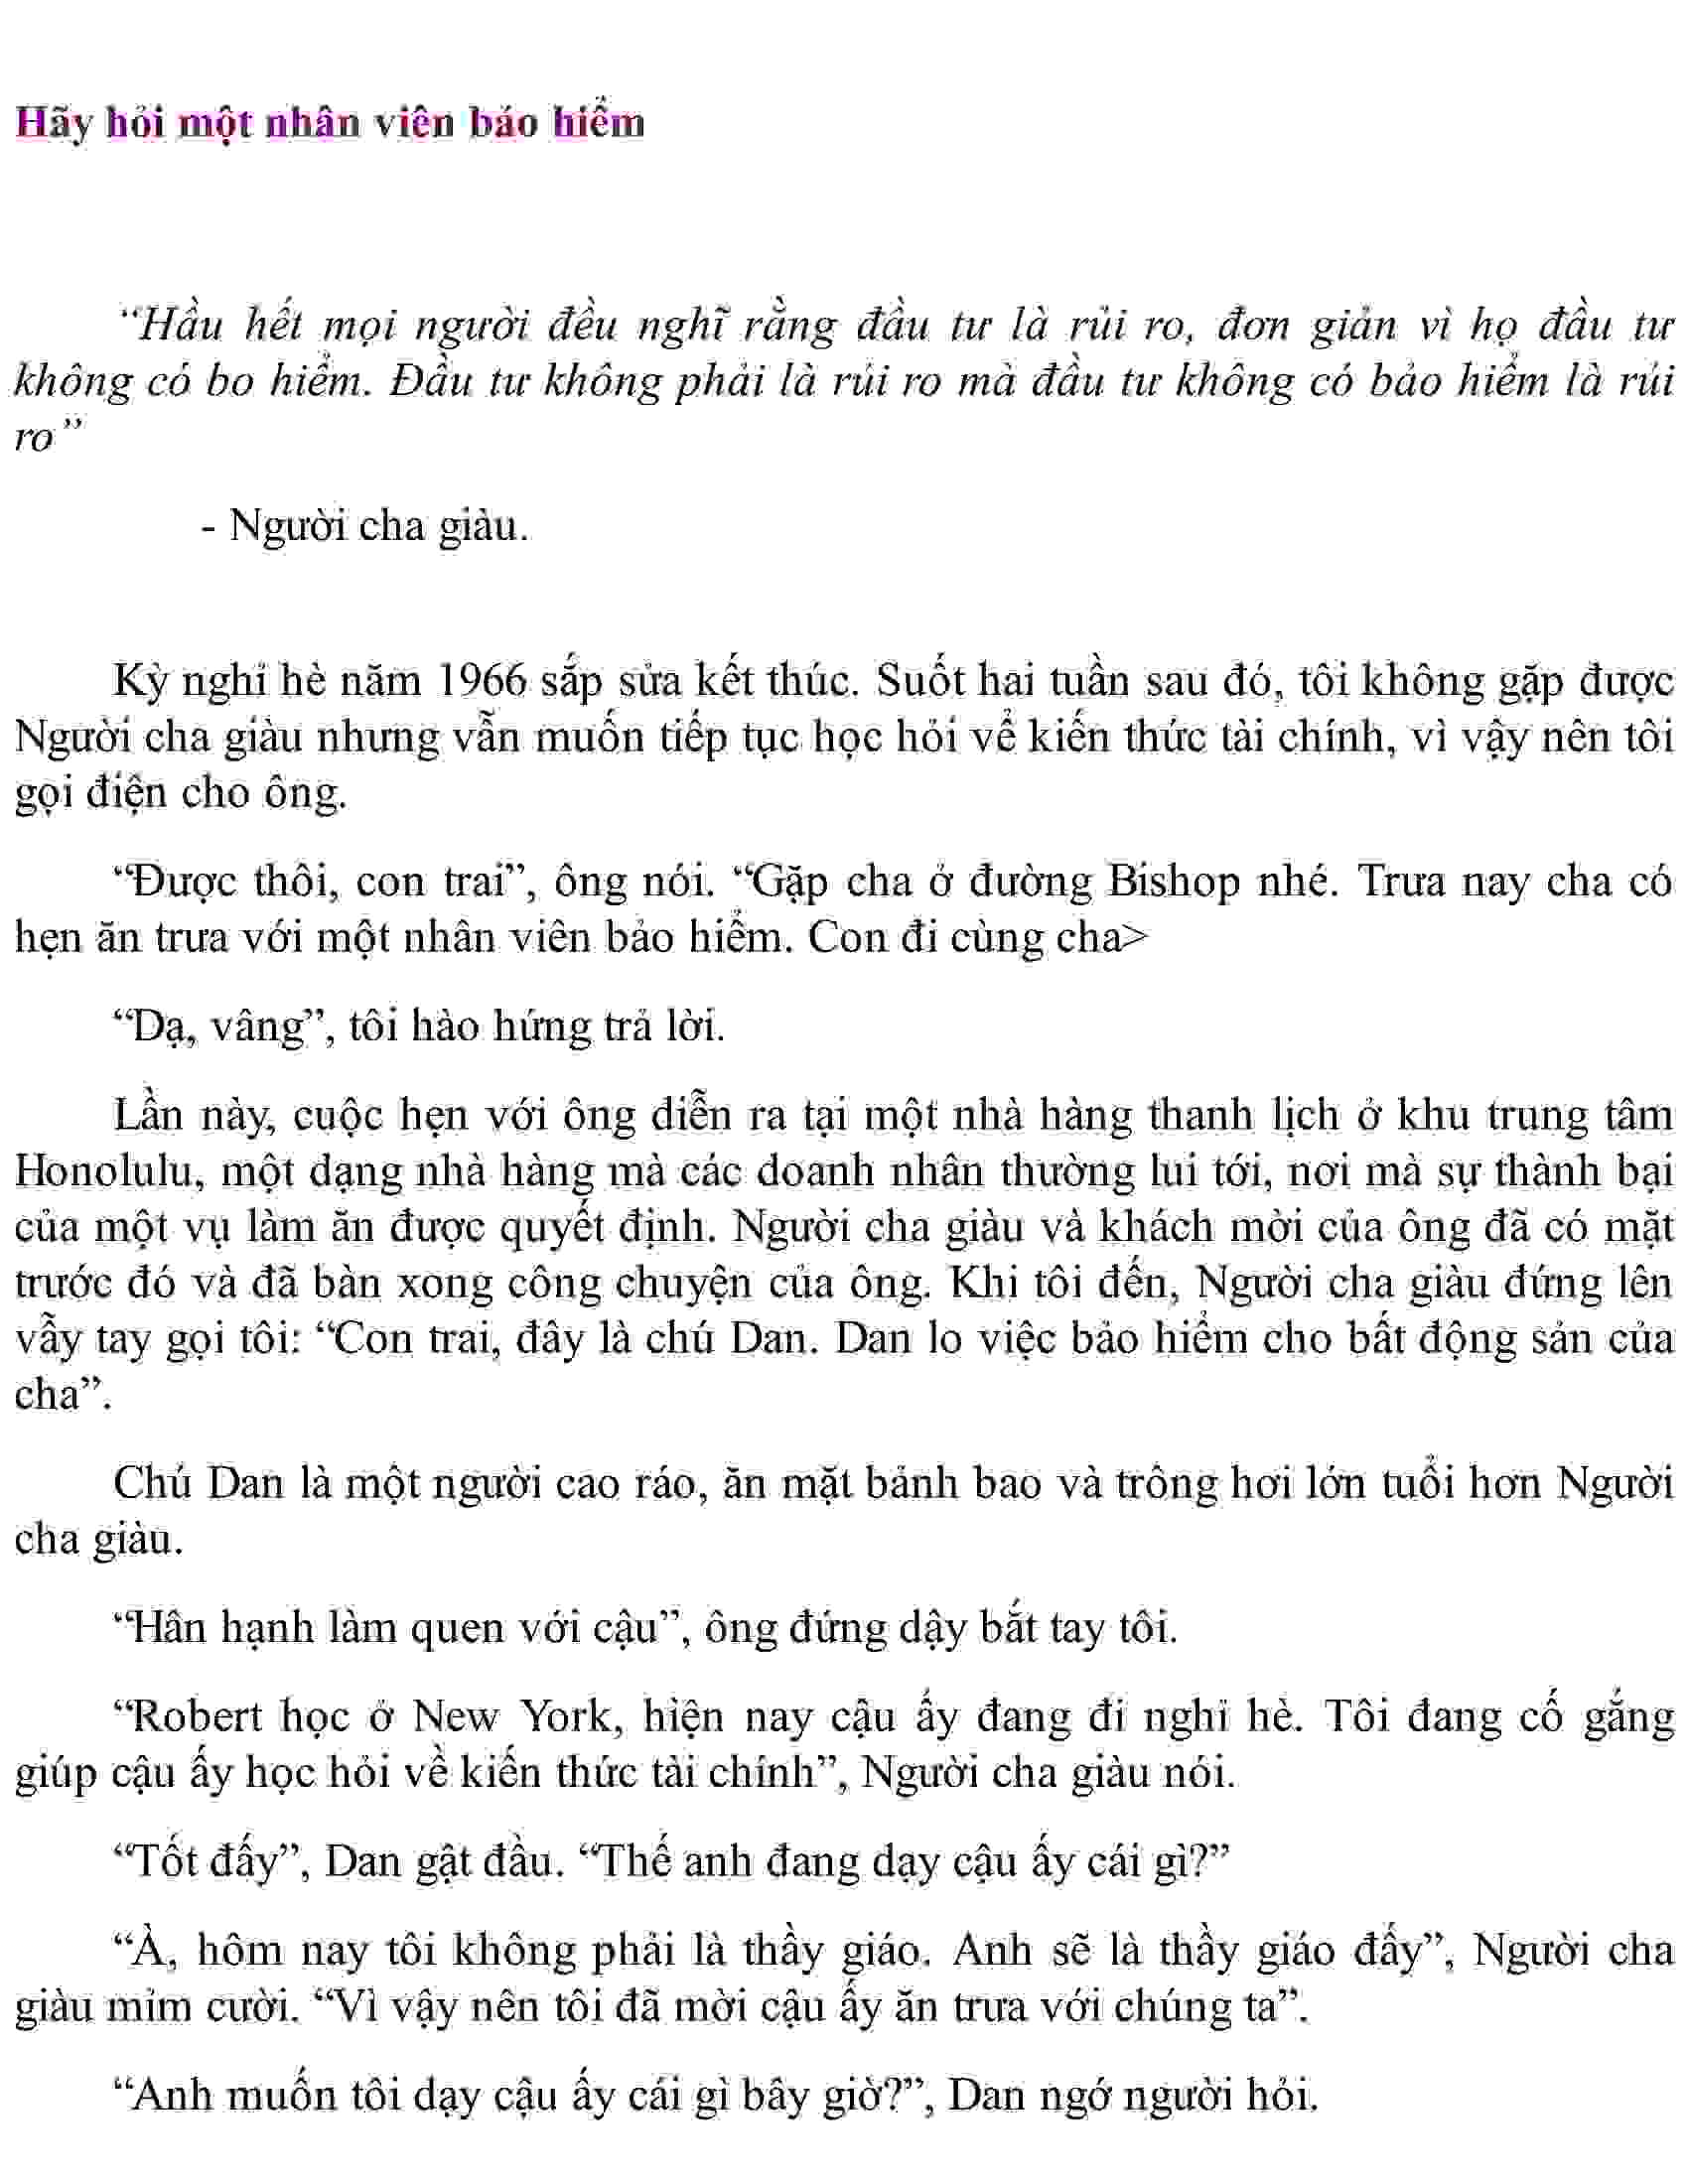 Hãy hỏi một nhân viên bảo hiểm
“Hầu hết mọi người đều nghĩ rằng đầu tư là rủi ro, đơn giản vì họ đầu tư
không có bo hiểm. Đầu tư không phải là rủi ro mà đầu tư không có bảo hiểm là rủi
ro”
- Người cha giàu.
Kỳ nghỉ hè năm 1966 sắp sửa kết thúc. Suốt hai tuần sau đó, tôi không gặp được
Người cha giàu nhưng vẫn muốn tiếp tục học hỏi về kiến thức tài chính, vì vậy nên tôi
gọi điện cho ông.
“Được thôi, con trai”, ông nói. “Gặp cha ở đường Bishop nhé. Trưa nay cha có
hẹn ăn trưa với một nhân viên bảo hiểm. Con đi cùng cha>
“Dạ, vâng”, tôi hào hứng trả lời.
Lần này, cuộc hẹn với ông diễn ra tại một nhà hàng thanh lịch ở khu trung tâm
Honolulu, một dạng nhà hàng mà các doanh nhân thường lui tới, nơi mà sự thành bại
của một vụ làm ăn được quyết định. Người cha giàu và khách mời của ông đã có mặt
trước đó và đã bàn xong công chuyện của ông. Khi tôi đến, Người cha giàu đứng lên
vẫy tay gọi tôi: “Con trai, đây là chú Dan. Dan lo việc bảo hiểm cho bất động sản của
cha”.
Chú Dan là một người cao ráo, ăn mặt bảnh bao và trông hơi lớn tuổi hơn Người
cha giàu.
“Hân hạnh làm quen với cậu”, ông đứng dậy bắt tay tôi.
“Robert học ở New York, hiện nay cậu ấy đang đi nghỉ hè. Tôi đang cố gắng
giúp cậu ấy học hỏi về kiến thức tài chính”, Người cha giàu nói.
“Tốt đấy”, Dan gật đầu. “Thế anh đang dạy cậu ấy cái gì?”
“À, hôm nay tôi không phải là thầy giáo. Anh sẽ là thầy giáo đấy”, Người cha
giàu mỉm cười. “Vì vậy nên tôi đã mời cậu ấy ăn trưa với chúng ta”.
“Anh muốn tôi dạy cậu ấy cái gì bây giờ?”, Dan ngớ người hỏi.